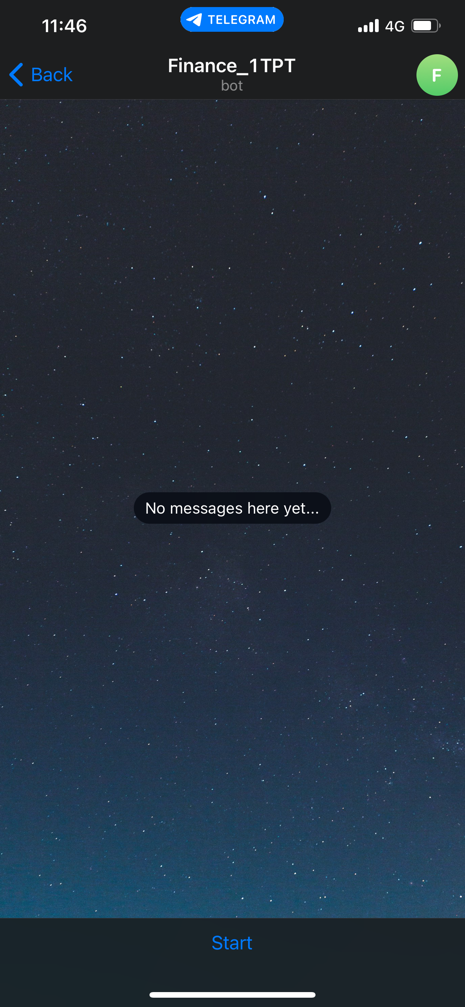 11:46
TELEGRAM
4G
Back
Finance_1TPT
bot
F
No messages here yet...
Start